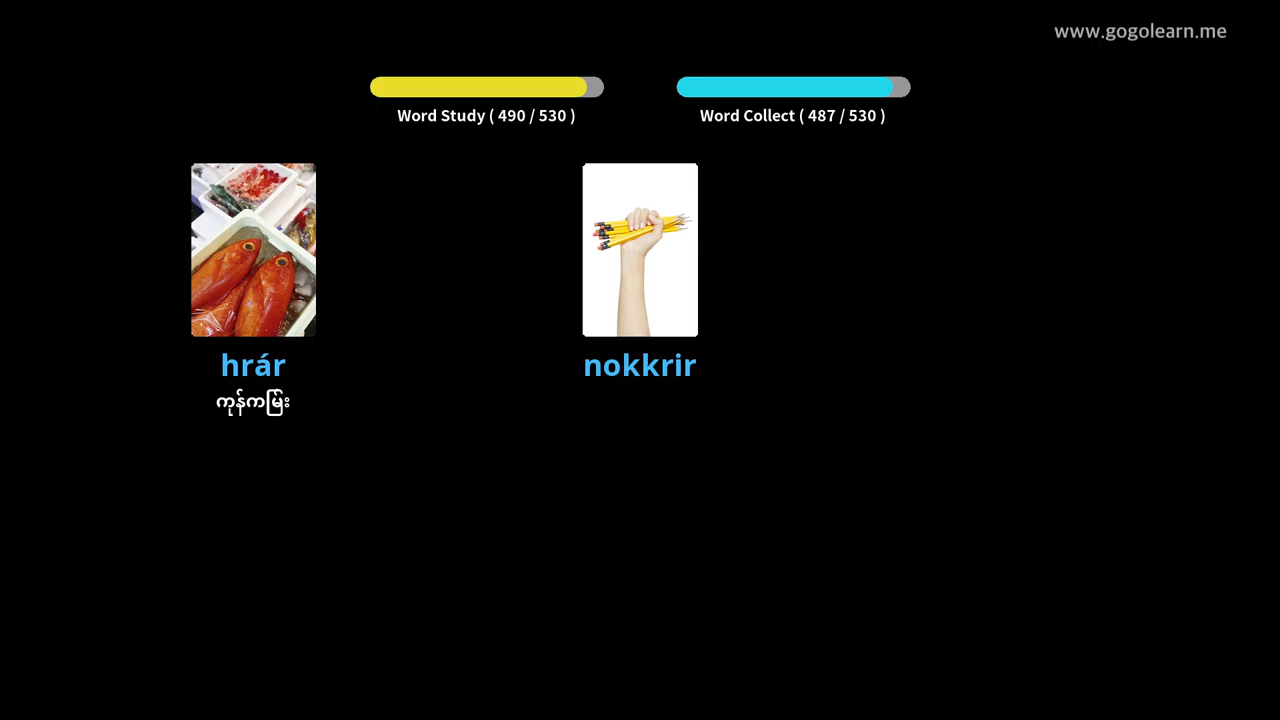 www.gogolearn.me
Word Study ( 490 / 530 )
Word Collect ( 487 / 530 )
hrár
nokkrir
ကုန်ကမြ်း